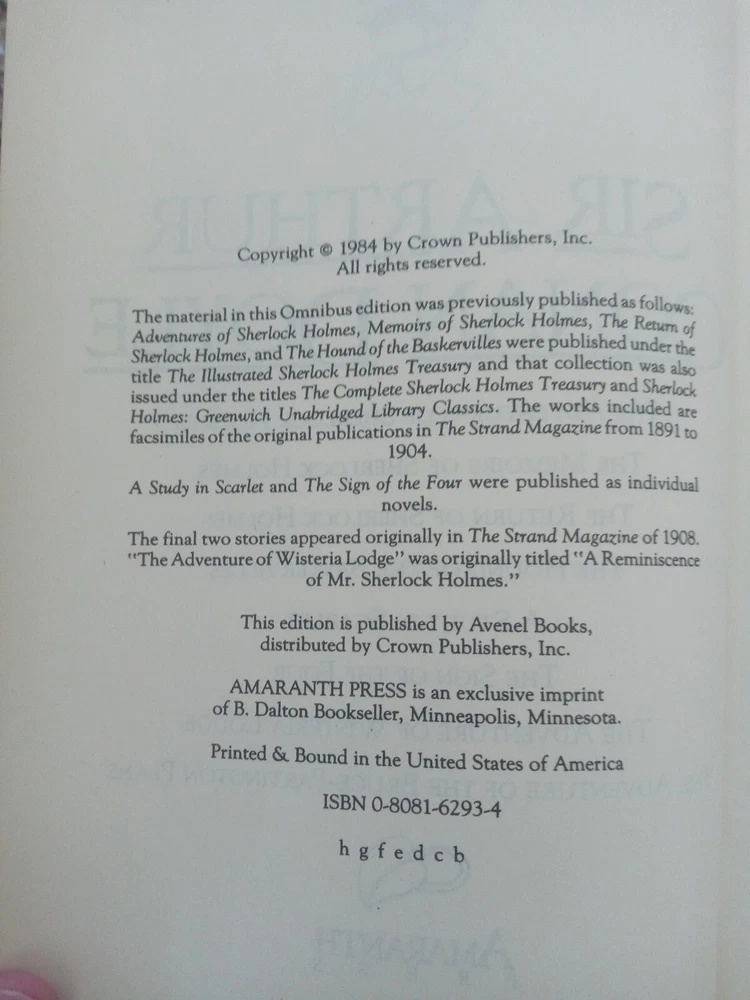 Copyright © 1984 by Crown Publishers, Inc.
All rights reserved.
The material in this Omnibus edition was previously published as follows:
Adventures of Sherlock Holmes, Memoirs of Sherlock Holmes, The Return of
Sherlock Holmes, and The Hound of the Baskervilles were published under the
title The Illustrated Sherlock Holmes Treasury and that collection was also
issued under the titles The Complete Sherlock Holmes Treasury and Sherlock
Holmes: Greenwich Unabridged Library Classics. The works included are
facsimiles of the original publications in The Strand Magazine from 1891 to
1904.
A Study in Scarlet and The Sign of the Four were published as individual
novels.
The final two stories appeared originally in The Strand Magazine of 1908.
"The Adventure of Wisteria Lodge" was originally titled "A Reminiscence
of Mr. Sherlock Holmes."
This edition is published by Avenel Books,
distributed by Crown Publishers, Inc.
AMARANTH PRESS is an exclusive imprint
of B. Dalton Bookseller, Minneapolis, Minnesota.
Printed & Bound in the United States of America
ISBN 0-8081-6293-4
h g f e d c b